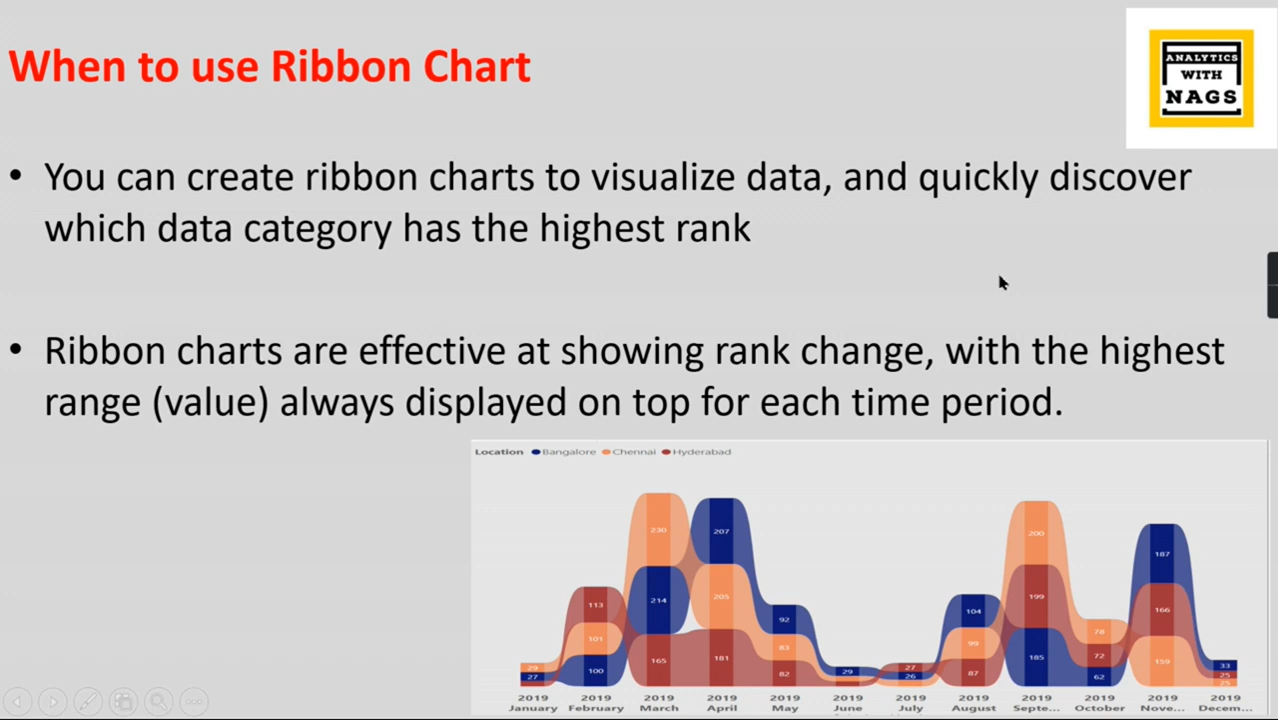 When to use Ribbon Chart
ANALYTICS
WITH
NAGS
• You can create ribbon charts to visualize data, and quickly discover
which data category has the highest rank
• Ribbon charts are effective at showing rank change, with the highest
range (value) always displayed on top for each time period.
Location Bangalore Chennai Hyderabad
230 207 200
187
113 214 205 104 199
29 101 92 99 78 166 33
27 100 165 181 83 82 29 27 26 87 185 72 62 159 25 25
2019 2019 2019 2019 2019 2019 2019 2019 2019 2019 2019 2019
January February March April May June July August Septe... October Nove... Decem...